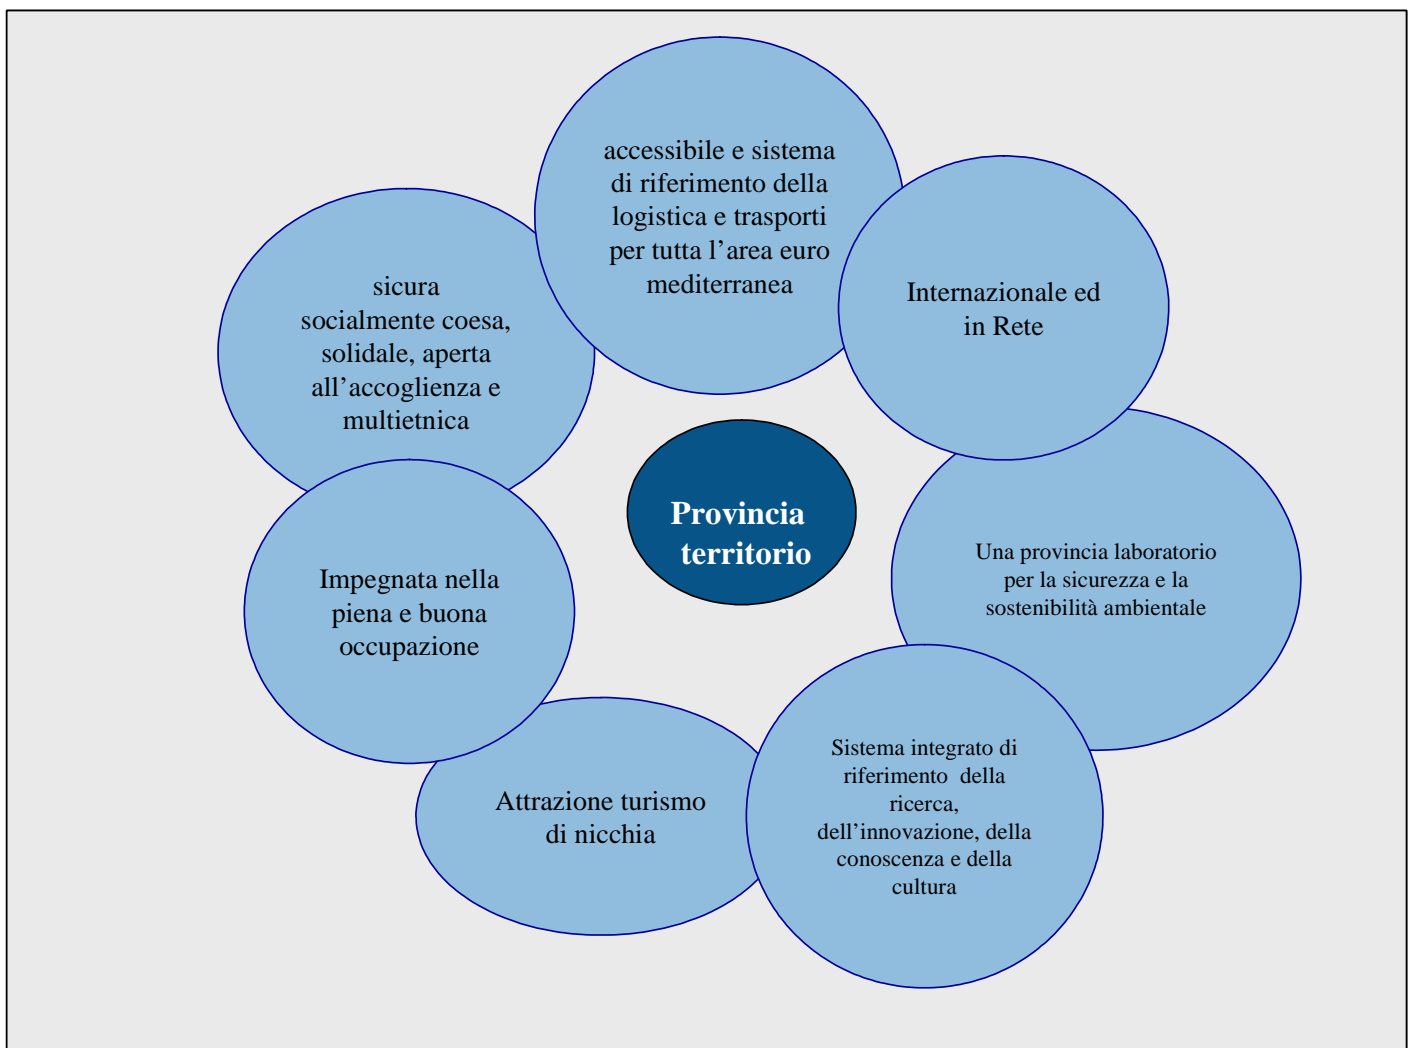 accessibile e sistema
di riferimento della
logistica e trasporti
per tutta l’area euro
mediterranea
Internazionale ed
in Rete
sicura
socialmente coesa,
solidale, aperta
all’accoglienza e
multietnica
Provincia
territorio
Una provincia laboratorio
per la sicurezza e la
sostenibilità ambientale
Impegnata nella
piena e buona
occupazione
Sistema integrato di
riferimento della
ricerca,
dell’innovazione, della
conoscenza e della
cultura
Attrazione turismo
di nicchia